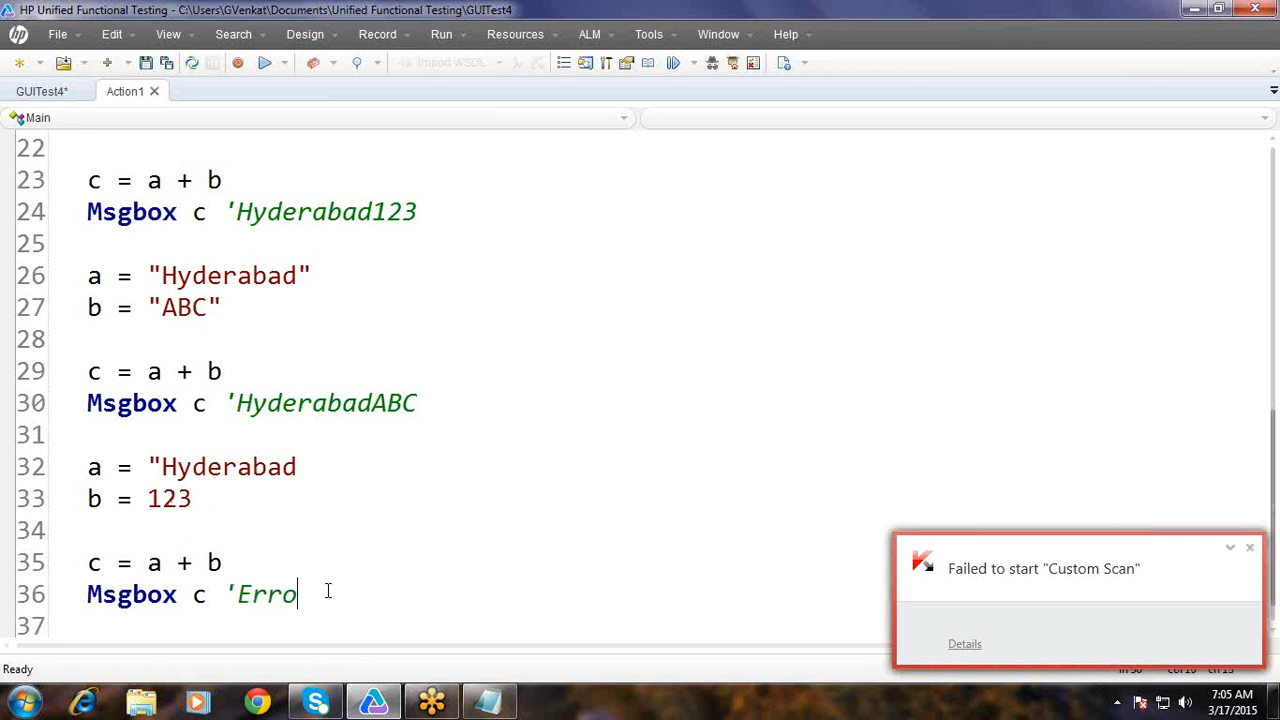 HP Unified Functional Testing - C:\Users\GVenkat\Documents\Unified Functional Testing\GUITest4
File Edit View Search Design Record Run Resources ALM Tools Window Help
Import WSDL
GUITest4* Action1
Main
22
23 c = a + b
24 Msgbox c 'Hyderabad123
25
26 a = "Hyderabad"
27 b = "ABC"
28
29 c = a + b
30 Msgbox c 'HyderabadABC
31
32 a = "Hyderabad
33 b = 123
34
35 c = a + b
36 Msgbox c 'Erro
37
Failed to start "Custom Scan"
Details
Ready
7:05 AM
3/17/2015